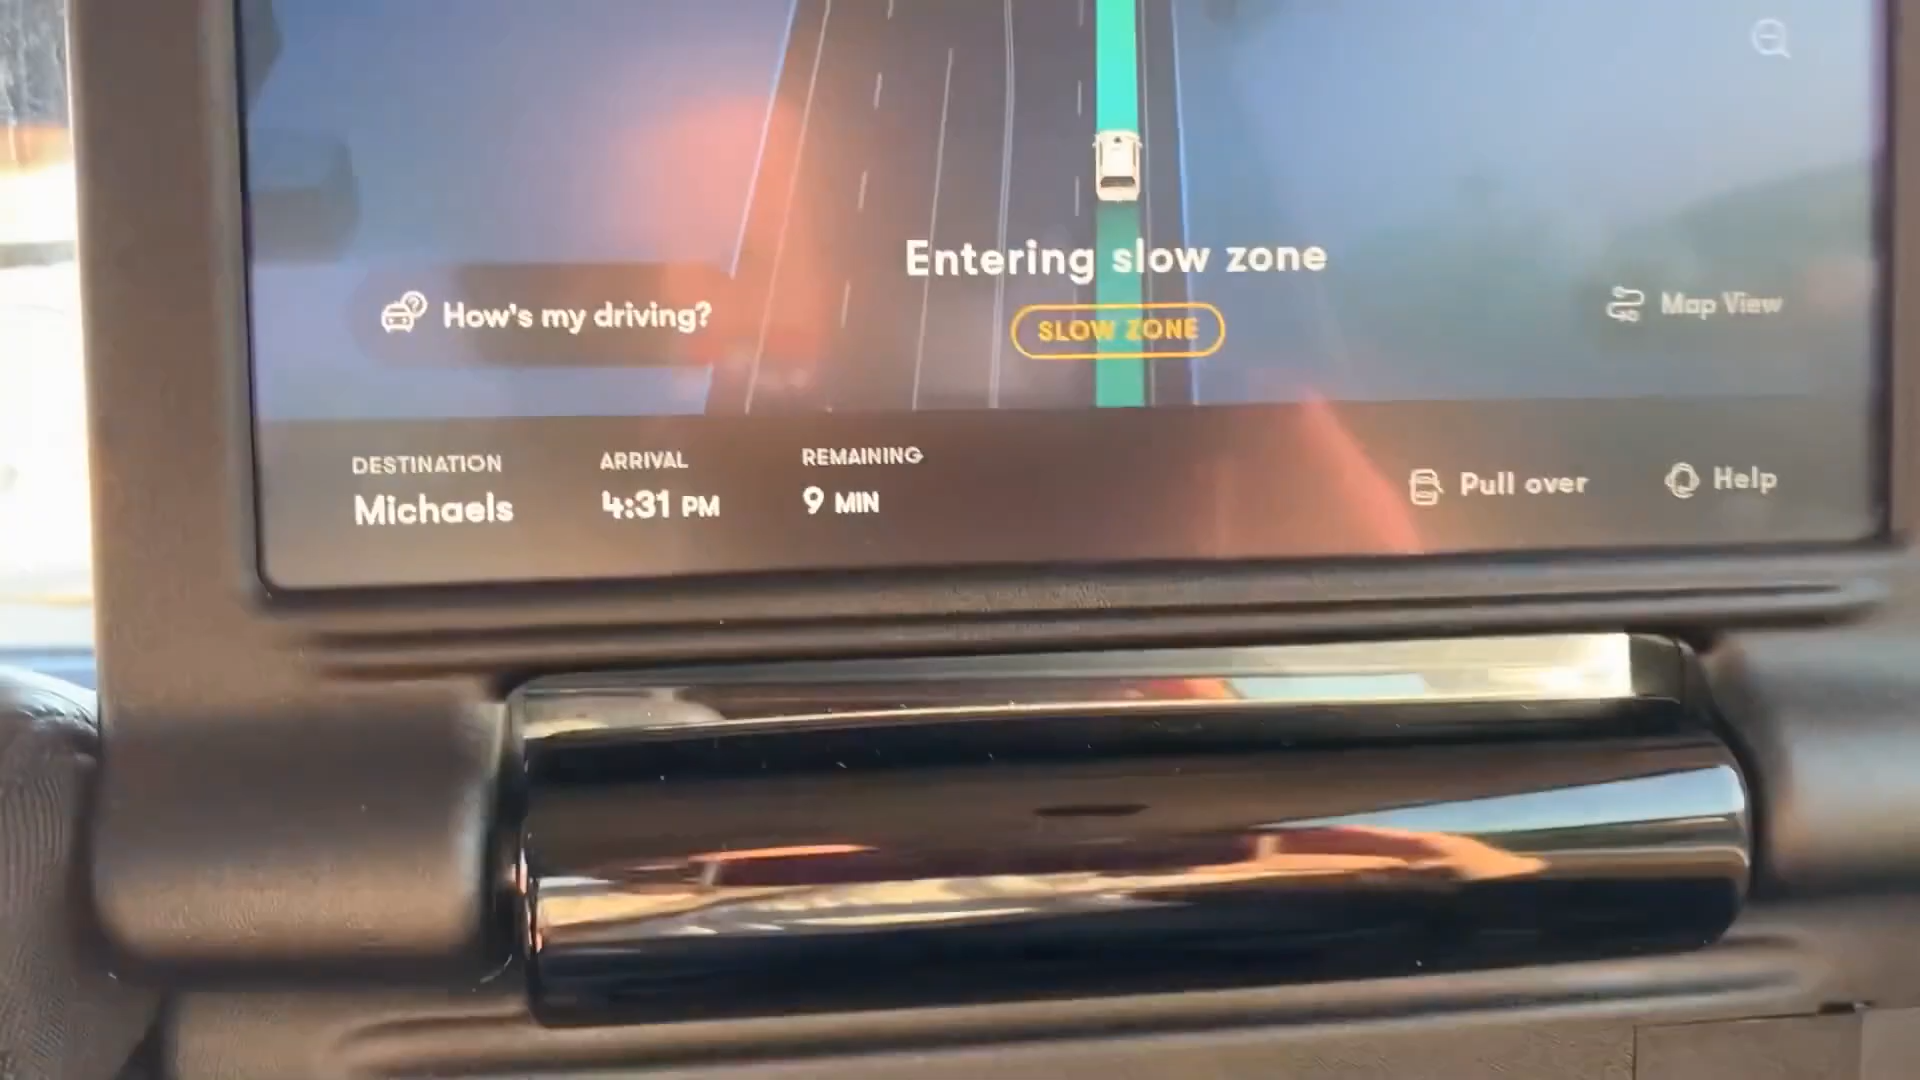 Entering slow zone
SLOW ZONE
How's my driving?
Map View
DESTINATION
Michaels
ARRIVAL
4:31 PM
REMAINING
9 MIN
Pull over
Help